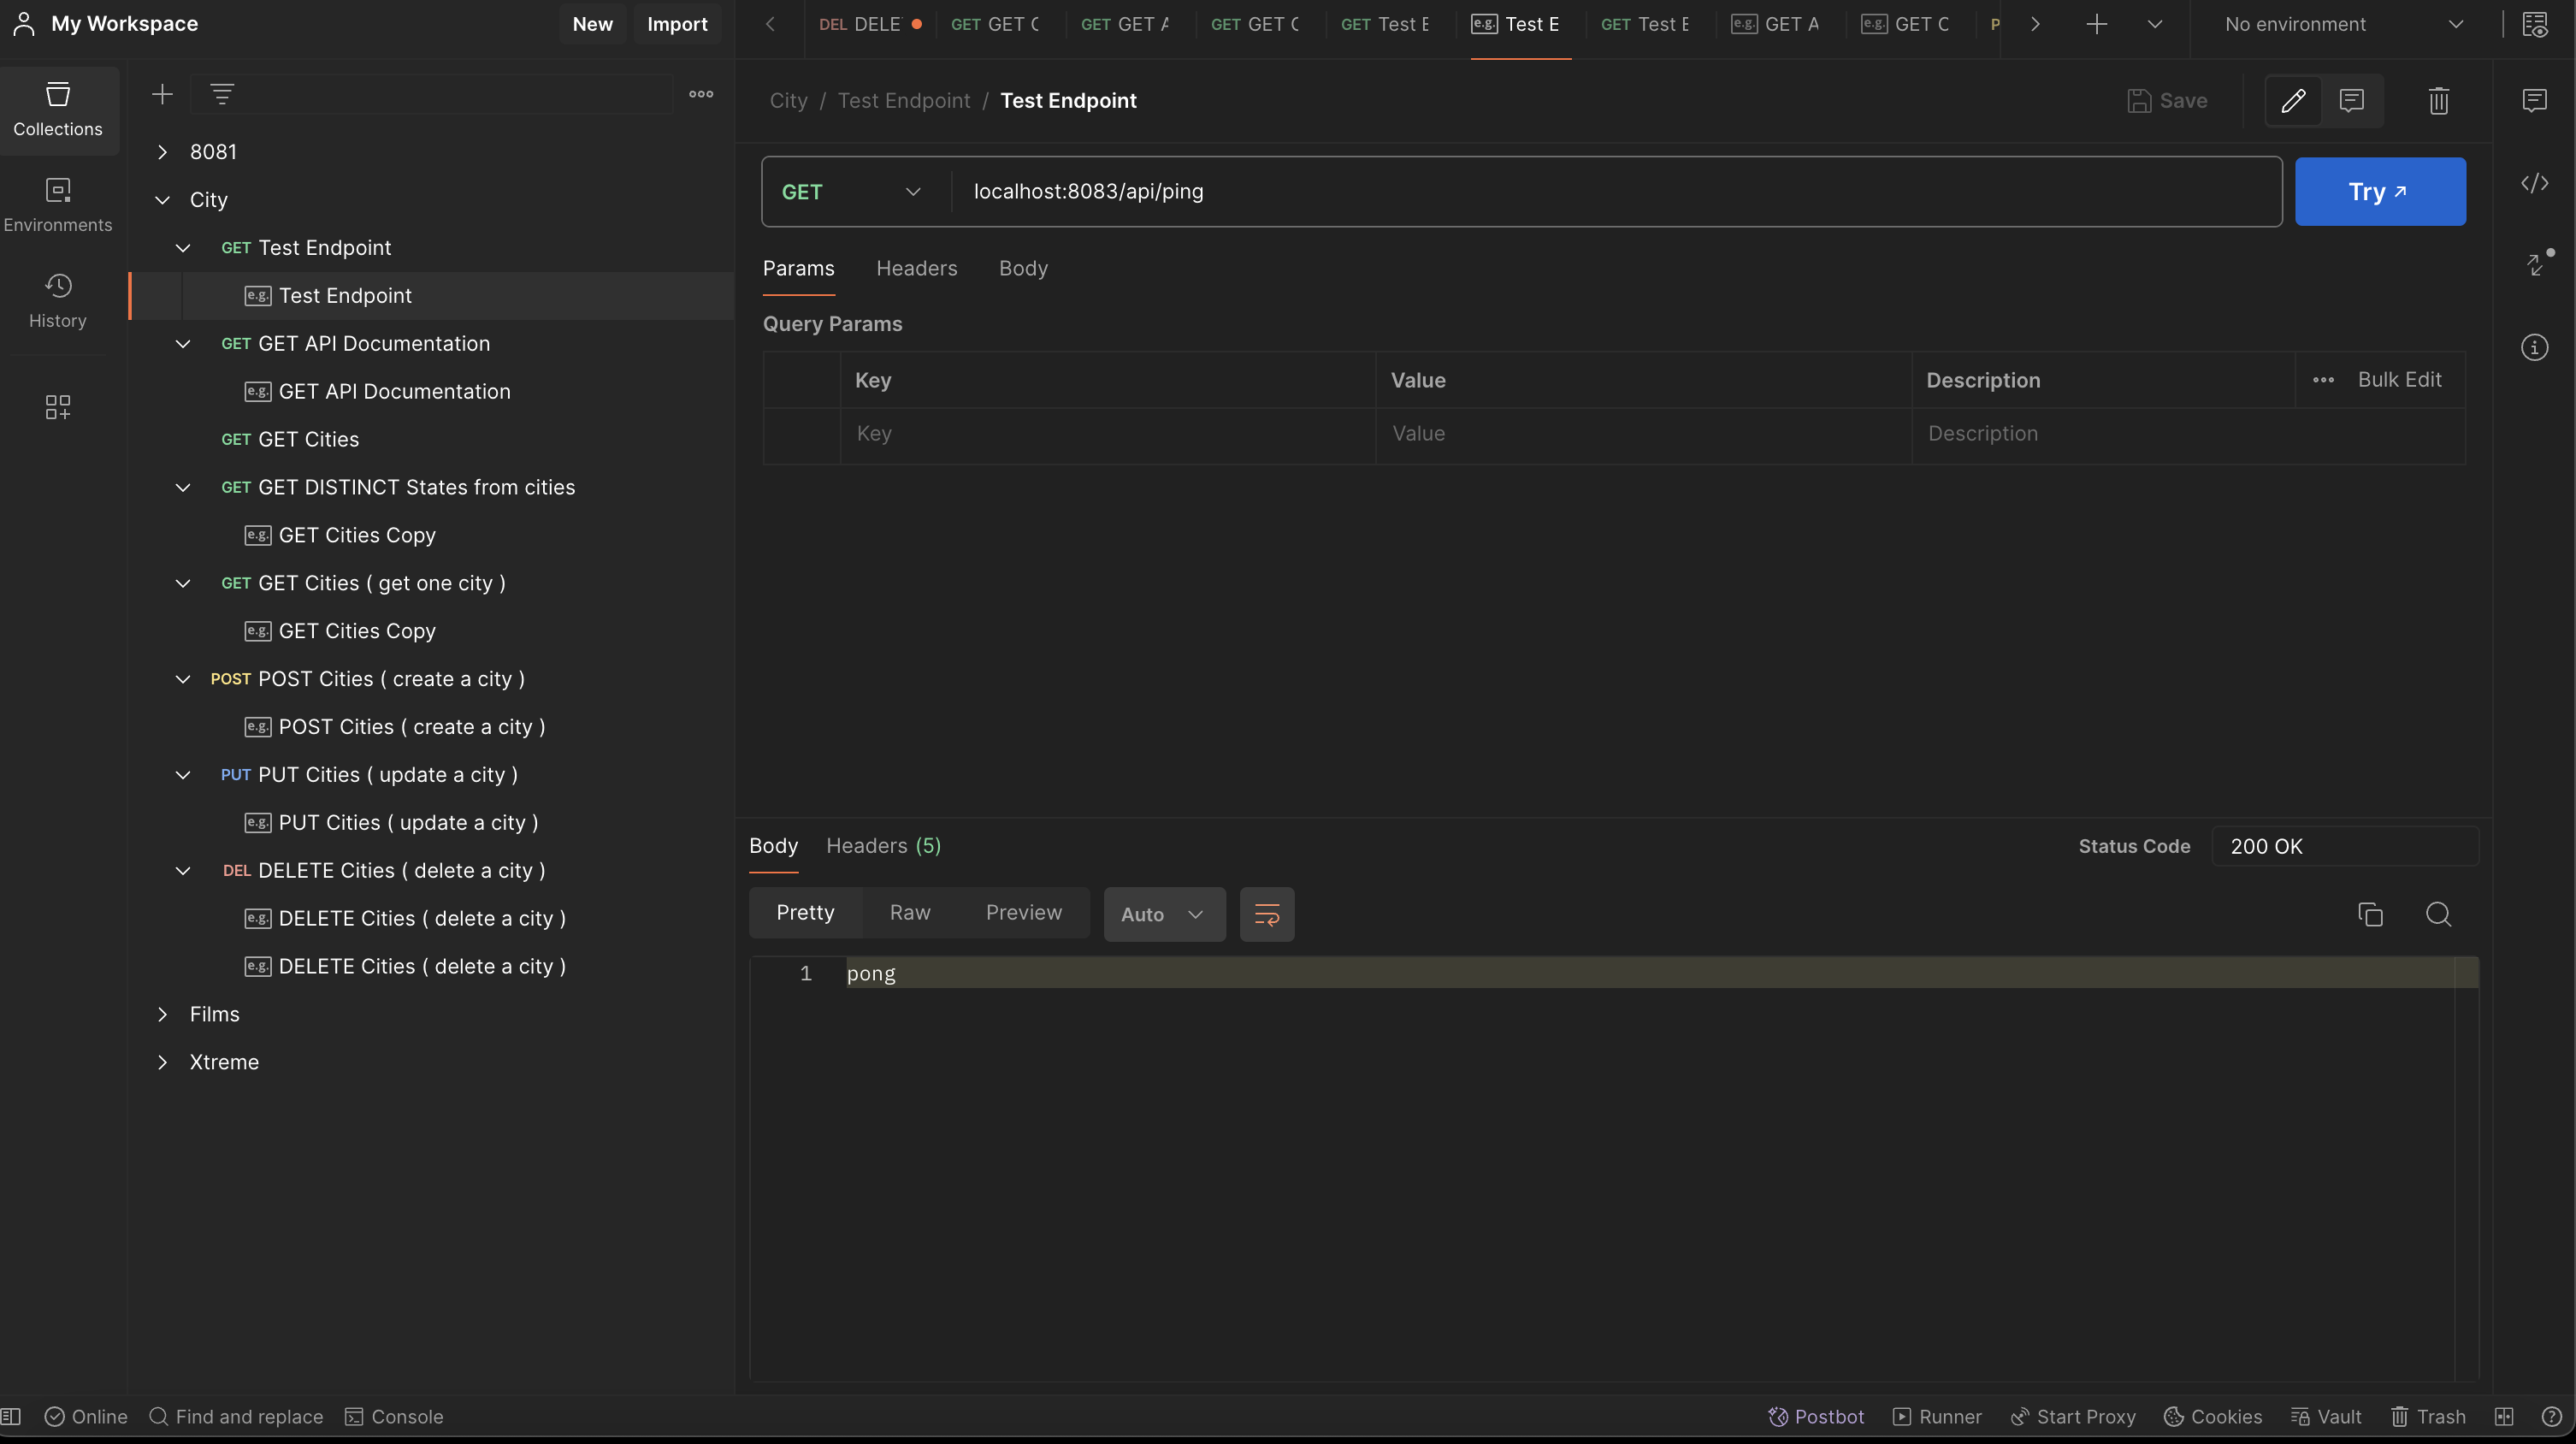 My Workspace
New
Import
DEL DELE
GET GET C
GET GET A
GET GET C
GET Test E
e.g. Test E
GET Test E
e.g. GET A
e.g. GET C
P
No environment
Collections
Environments
History
8081
City
GET Test Endpoint
e.g. Test Endpoint
GET GET API Documentation
e.g. GET API Documentation
GET GET Cities
GET GET DISTINCT States from cities
e.g. GET Cities Copy
GET GET Cities ( get one city )
e.g. GET Cities Copy
POST POST Cities ( create a city )
e.g. POST Cities ( create a city )
PUT PUT Cities ( update a city )
e.g. PUT Cities ( update a city )
DEL DELETE Cities ( delete a city )
e.g. DELETE Cities ( delete a city )
e.g. DELETE Cities ( delete a city )
Films
Xtreme
City / Test Endpoint / Test Endpoint
Save
GET
localhost:8083/api/ping
Try
Params
Headers
Body
Query Params
Key
Value
Description
Bulk Edit
Key
Value
Description
Body
Headers (5)
Status Code
200 OK
Pretty
Raw
Preview
Auto
1 pong
Online
Find and replace
Console
Postbot
Runner
Start Proxy
Cookies
Vault
Trash